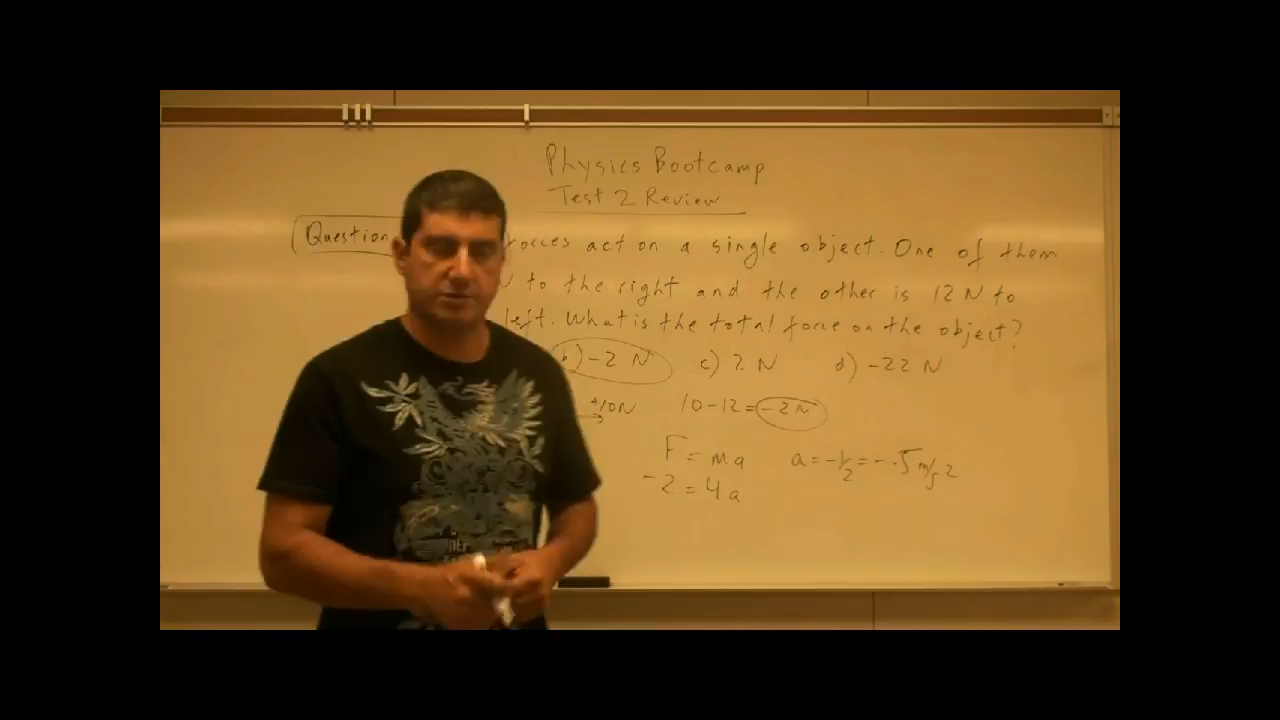 Physics Bootcamp
Test 2 Review
Question forces act on a single object. One of them
to the right and the other is 12 N to
left. What is the total force on the object?
b) -2 N c) 2 N d) -22 N
+10N 10-12=-2N
F = ma a=-1/2=-.5m/s2
-2 = 4a